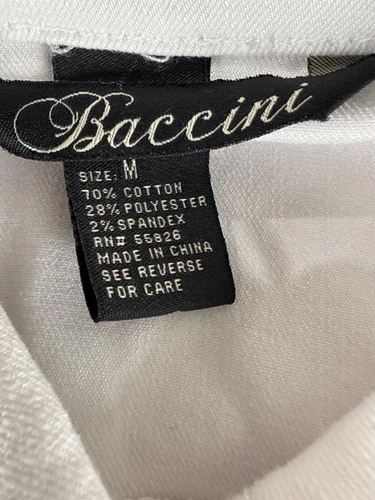 Baccini
SIZE: M
70% COTTON
28% POLYESTER
2% SPANDEX
RN# 55826
MADE IN CHINA
SEE REVERSE
FOR CARE